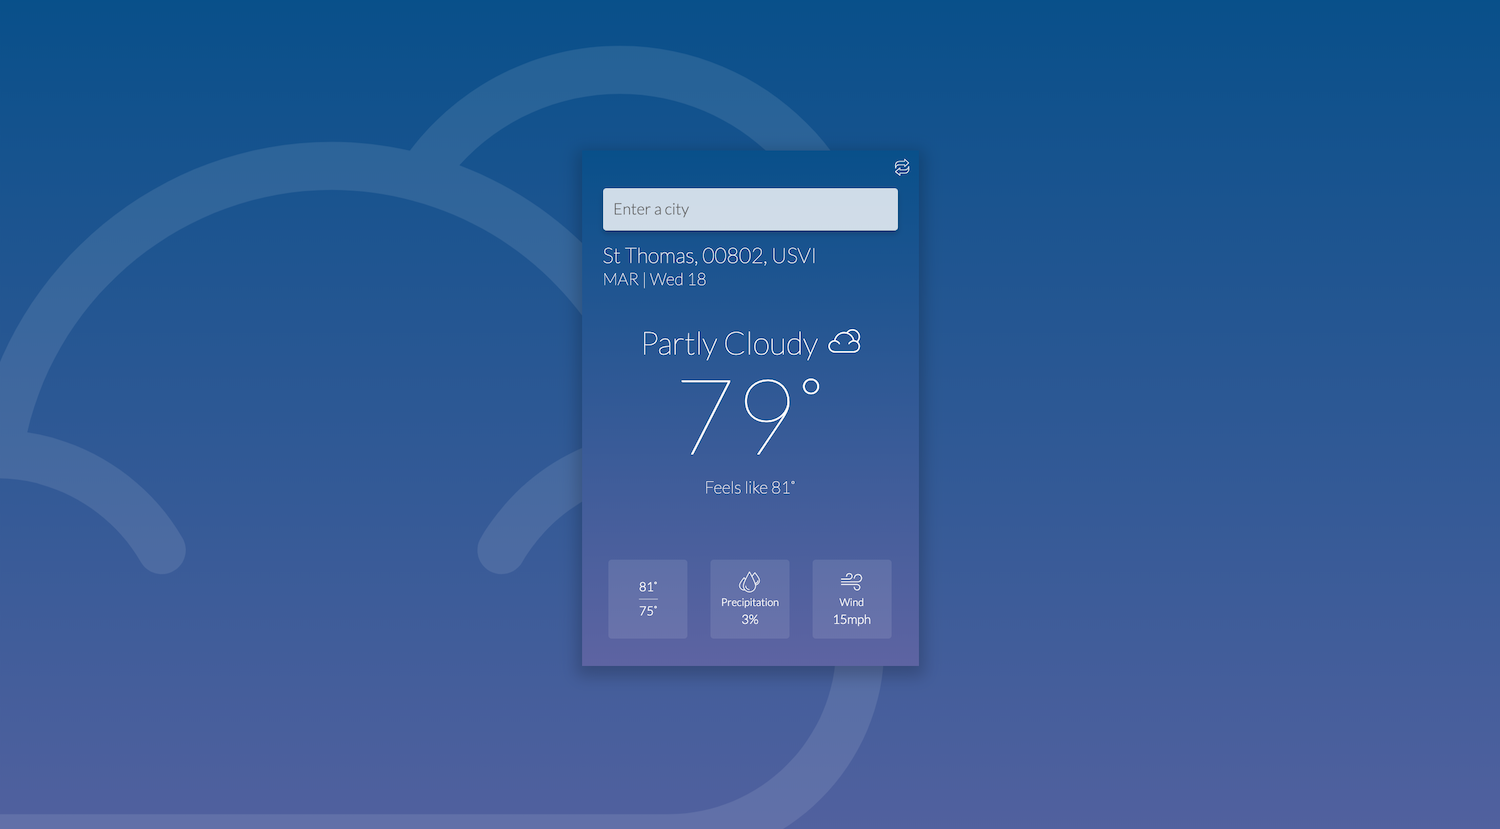 Enter a city
St Thomas, 00802, USVI
MAR | Wed 18
Partly Cloudy
79°
Feels like 81°
81°
75°
Precipitation
3%
Wind
15mph